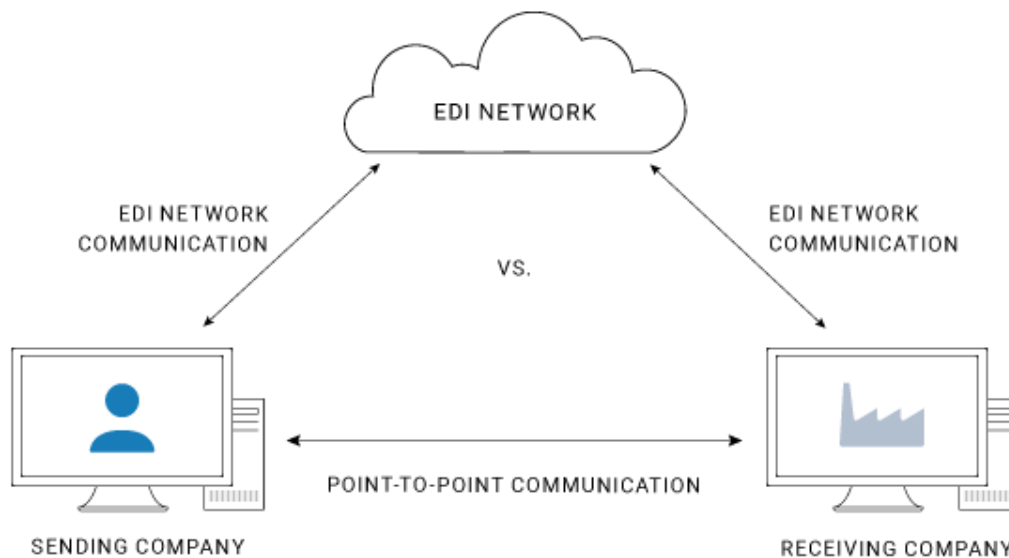 EDI NETWORK
EDI NETWORK
COMMUNICATION
EDI NETWORK
COMMUNICATION
VS.
POINT-TO-POINT COMMUNICATION
SENDING COMPANY
RECEIVING COMPANY